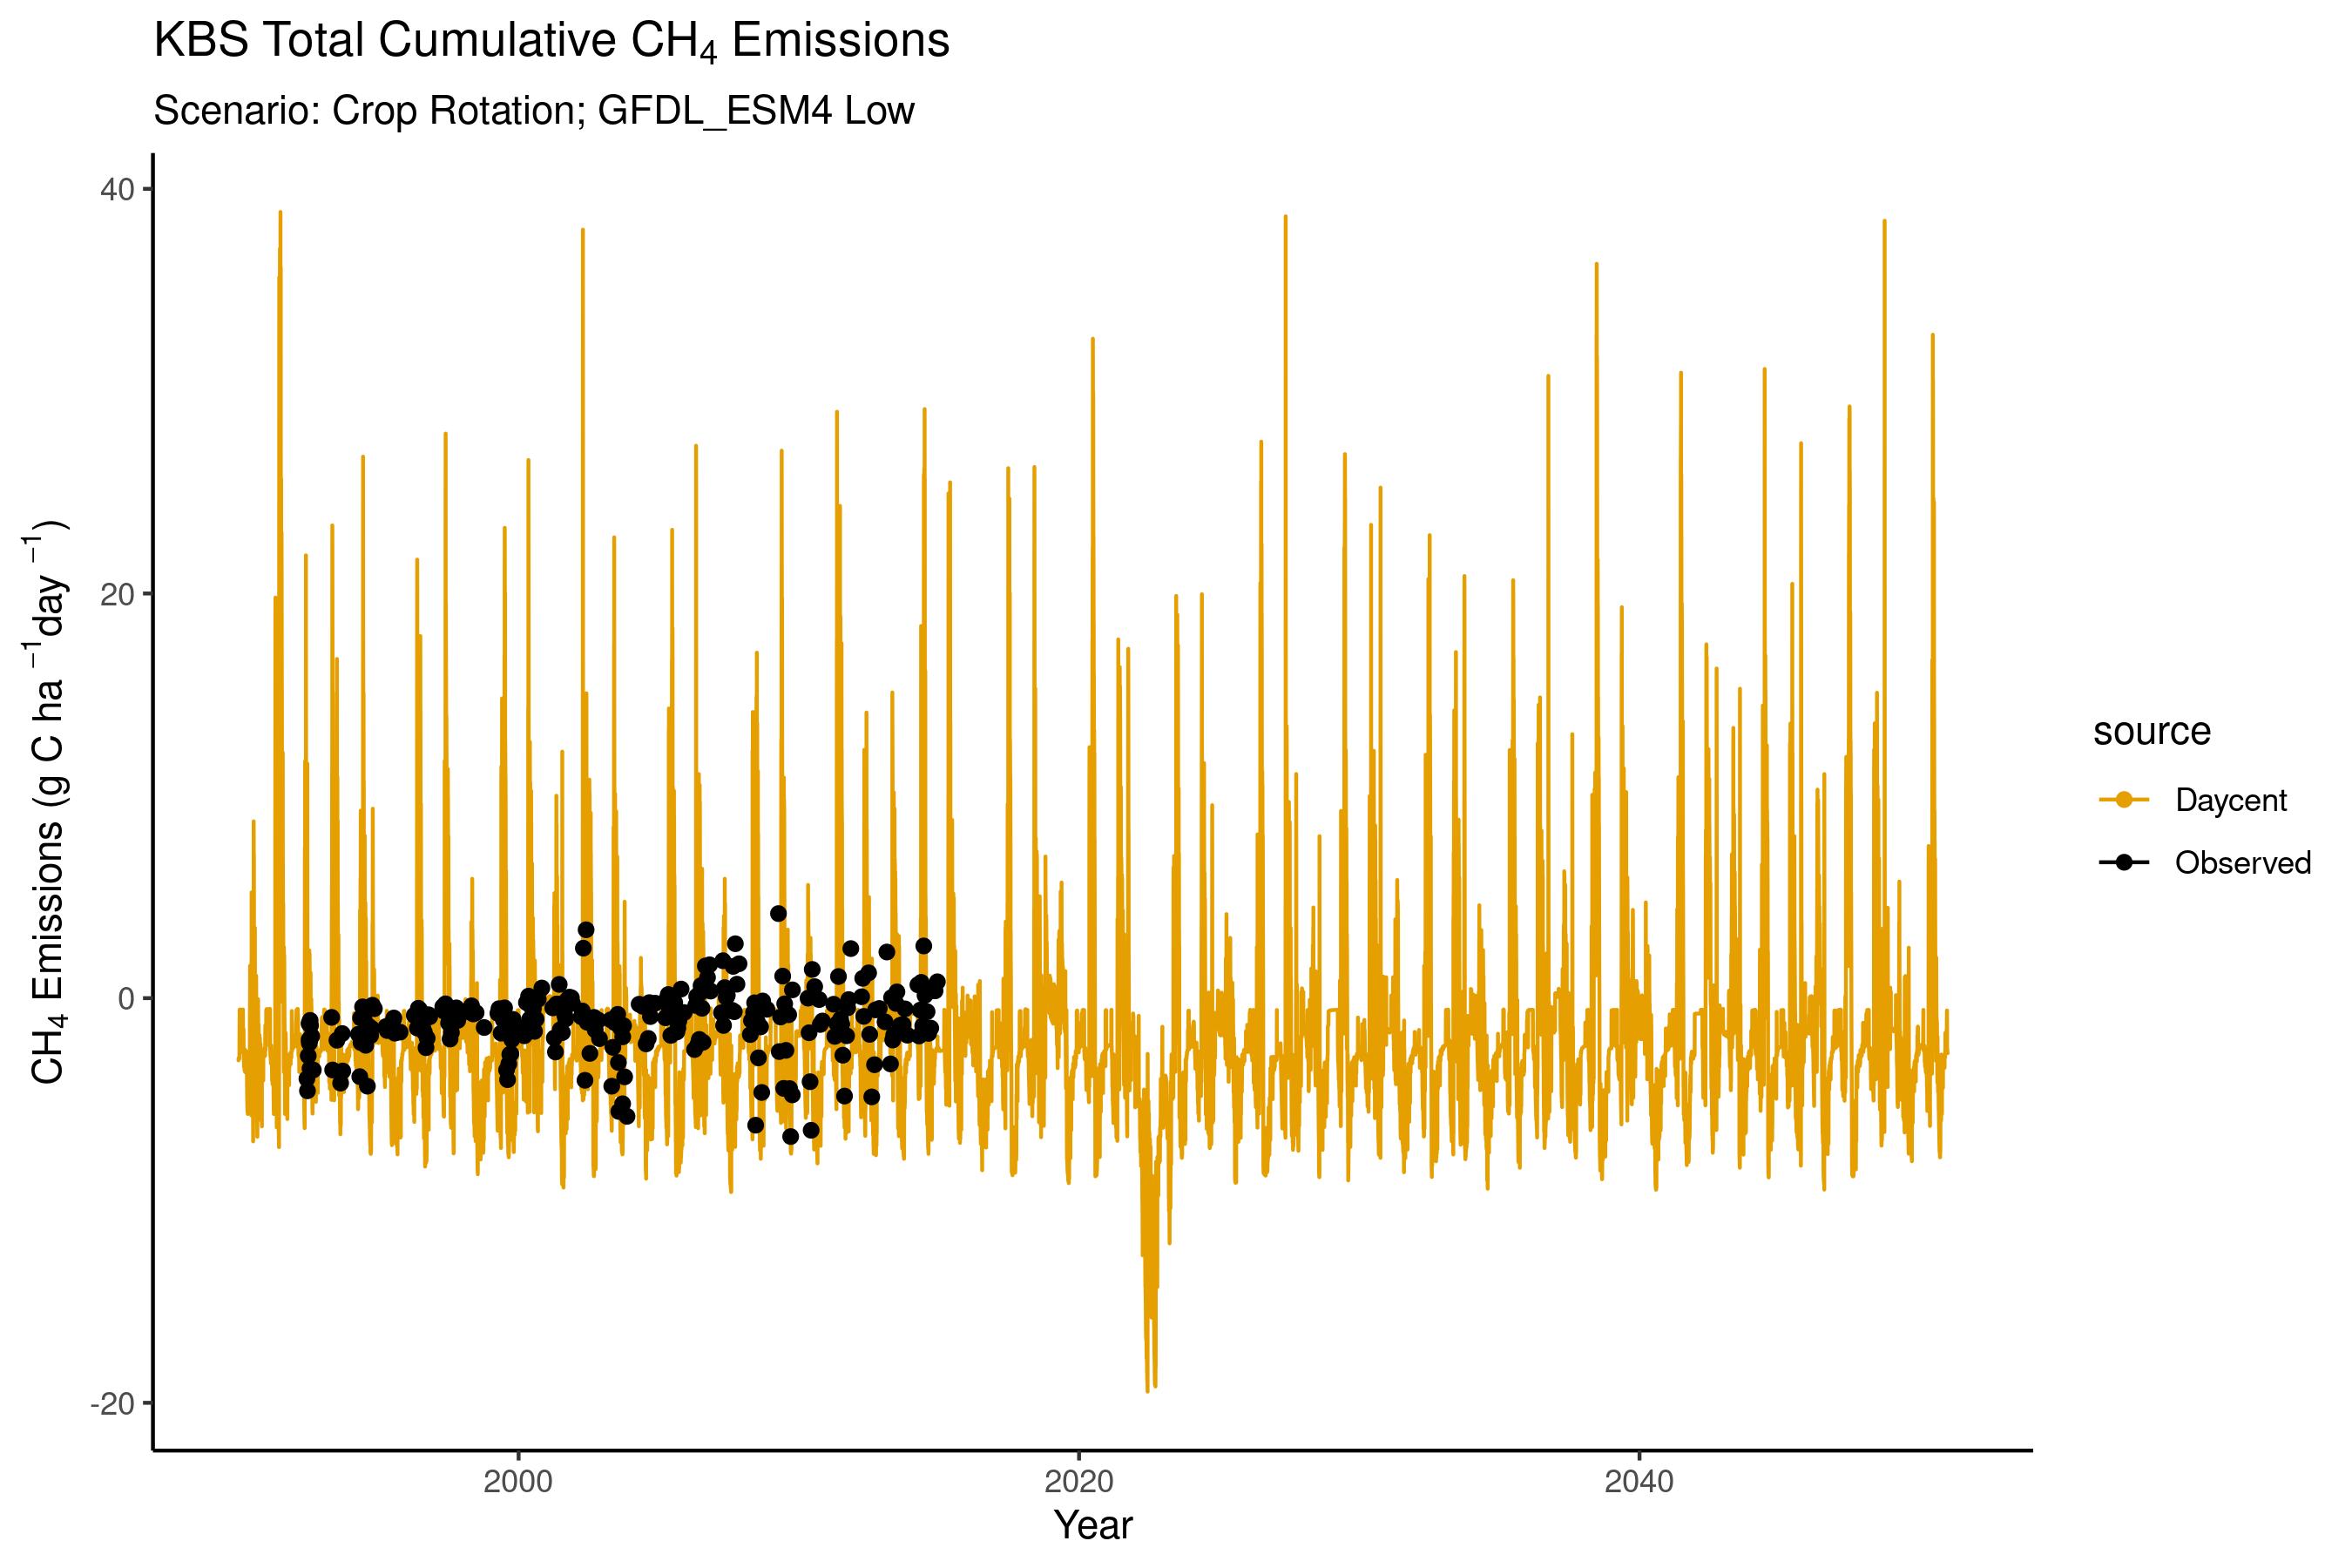 KBS Total Cumulative CH₄ Emissions
Scenario: Crop Rotation; GFDL_ESM4 Low
CH₄ Emissions (g C ha ⁻¹day ⁻¹)
40
20
0
-20
2000
2020
2040
Year
source
Daycent
Observed